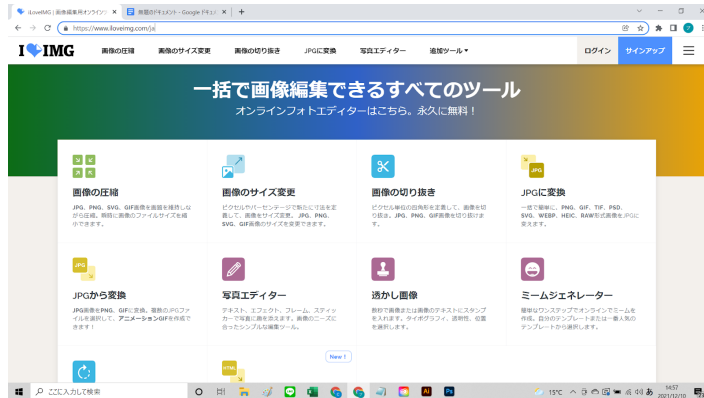 iLoveIMG | 画像編集用オンライン
無題のドキュメント - Google ドキュ
https://www.iloveimg.com/ja
I IMG
画像の圧縮
画像のサイズ変更
画像の切り抜き
JPGに変換
写真エディター
追加ツール
ログイン
サインアップ
一括で画像編集できるすべてのツール
オンラインフォトエディターはこちら。永久に無料！
画像の圧縮
JPG、PNG、SVG、GIF画像を画質を維持しな
がら圧縮。瞬時に画像のファイルサイズを縮
小できます。
画像のサイズ変更
ピクセルやパーセンテージで新たに寸法を定
義して、画像をサイズ変更。JPG、PNG、
SVG、GIF画像のサイズを変更できます。
画像の切り抜き
ピクセル単位の四角形を定義して、画像を切
り抜き。JPG、PNG、GIF画像を切り抜けま
す。
JPG
JPGに変換
一括で簡単に、PNG、GIF、TIF、PSD、
SVG、WEBP、HEIC、RAW形式画像をJPGに
変えます。
JPG
JPGから変換
JPG画像をPNG、GIFに変換。複数のJPGファ
イルを選択して、アニメーションGIFを作成で
きます！
写真エディター
テキスト、エフェクト、フレーム、スティッ
カーで写真に趣を添えます。画像のニーズに
合ったシンプルな編集ツール。
透かし画像
数秒で画像または画像のテキストにスタンプ
を入れます。タイポグラフィ、透明性、位置
を選択します。
ミームジェネレーター
簡単なワンステップでオンラインでミームを
作成。自分のテンプレートまたは一番人気の
テンプレートから選択します。
New !
HTML
ここに入力して検索
Ai
Ps
15℃
あ
14:57
2021/12/10